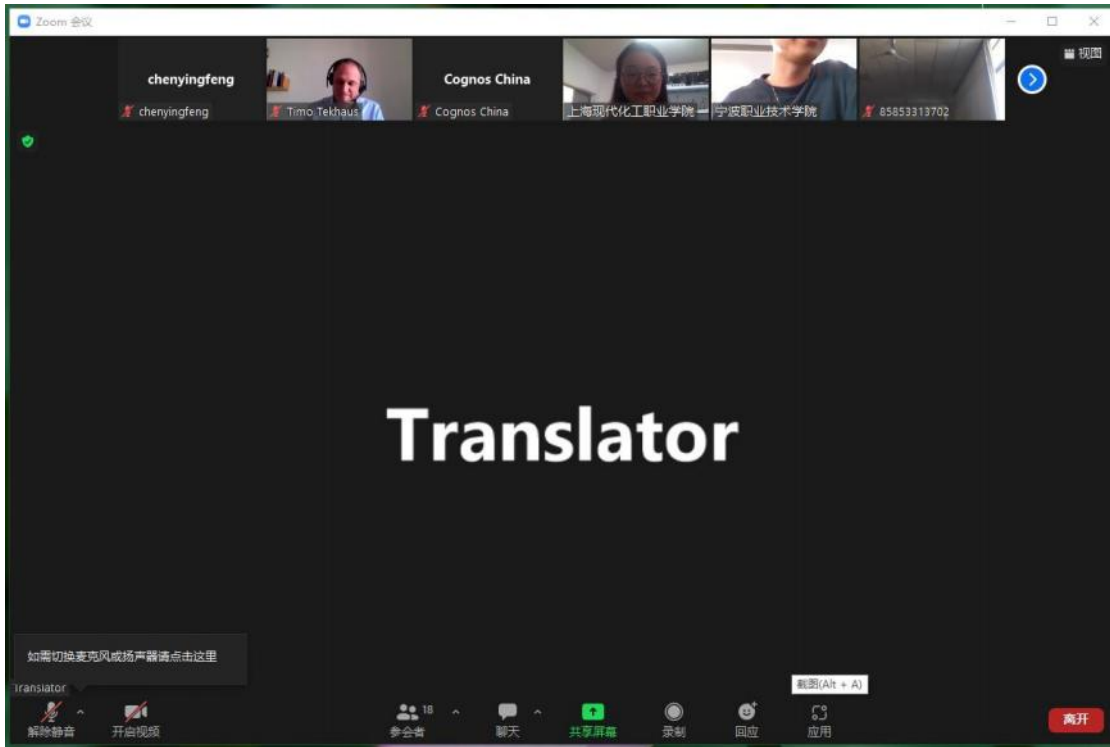 Zoom 会议
视图
chenyingfeng
chenyingfeng
Timo Tekhaus
Cognos China
Cognos China
上海现代化工职业学院
宁波职业技术学院
85853313702
Translator
如需切换麦克风或扬声器请点击这里
Translator
截图(Alt + A)
解除静音
开启视频
18
参会者
聊天
共享屏幕
录制
回应
应用
离开